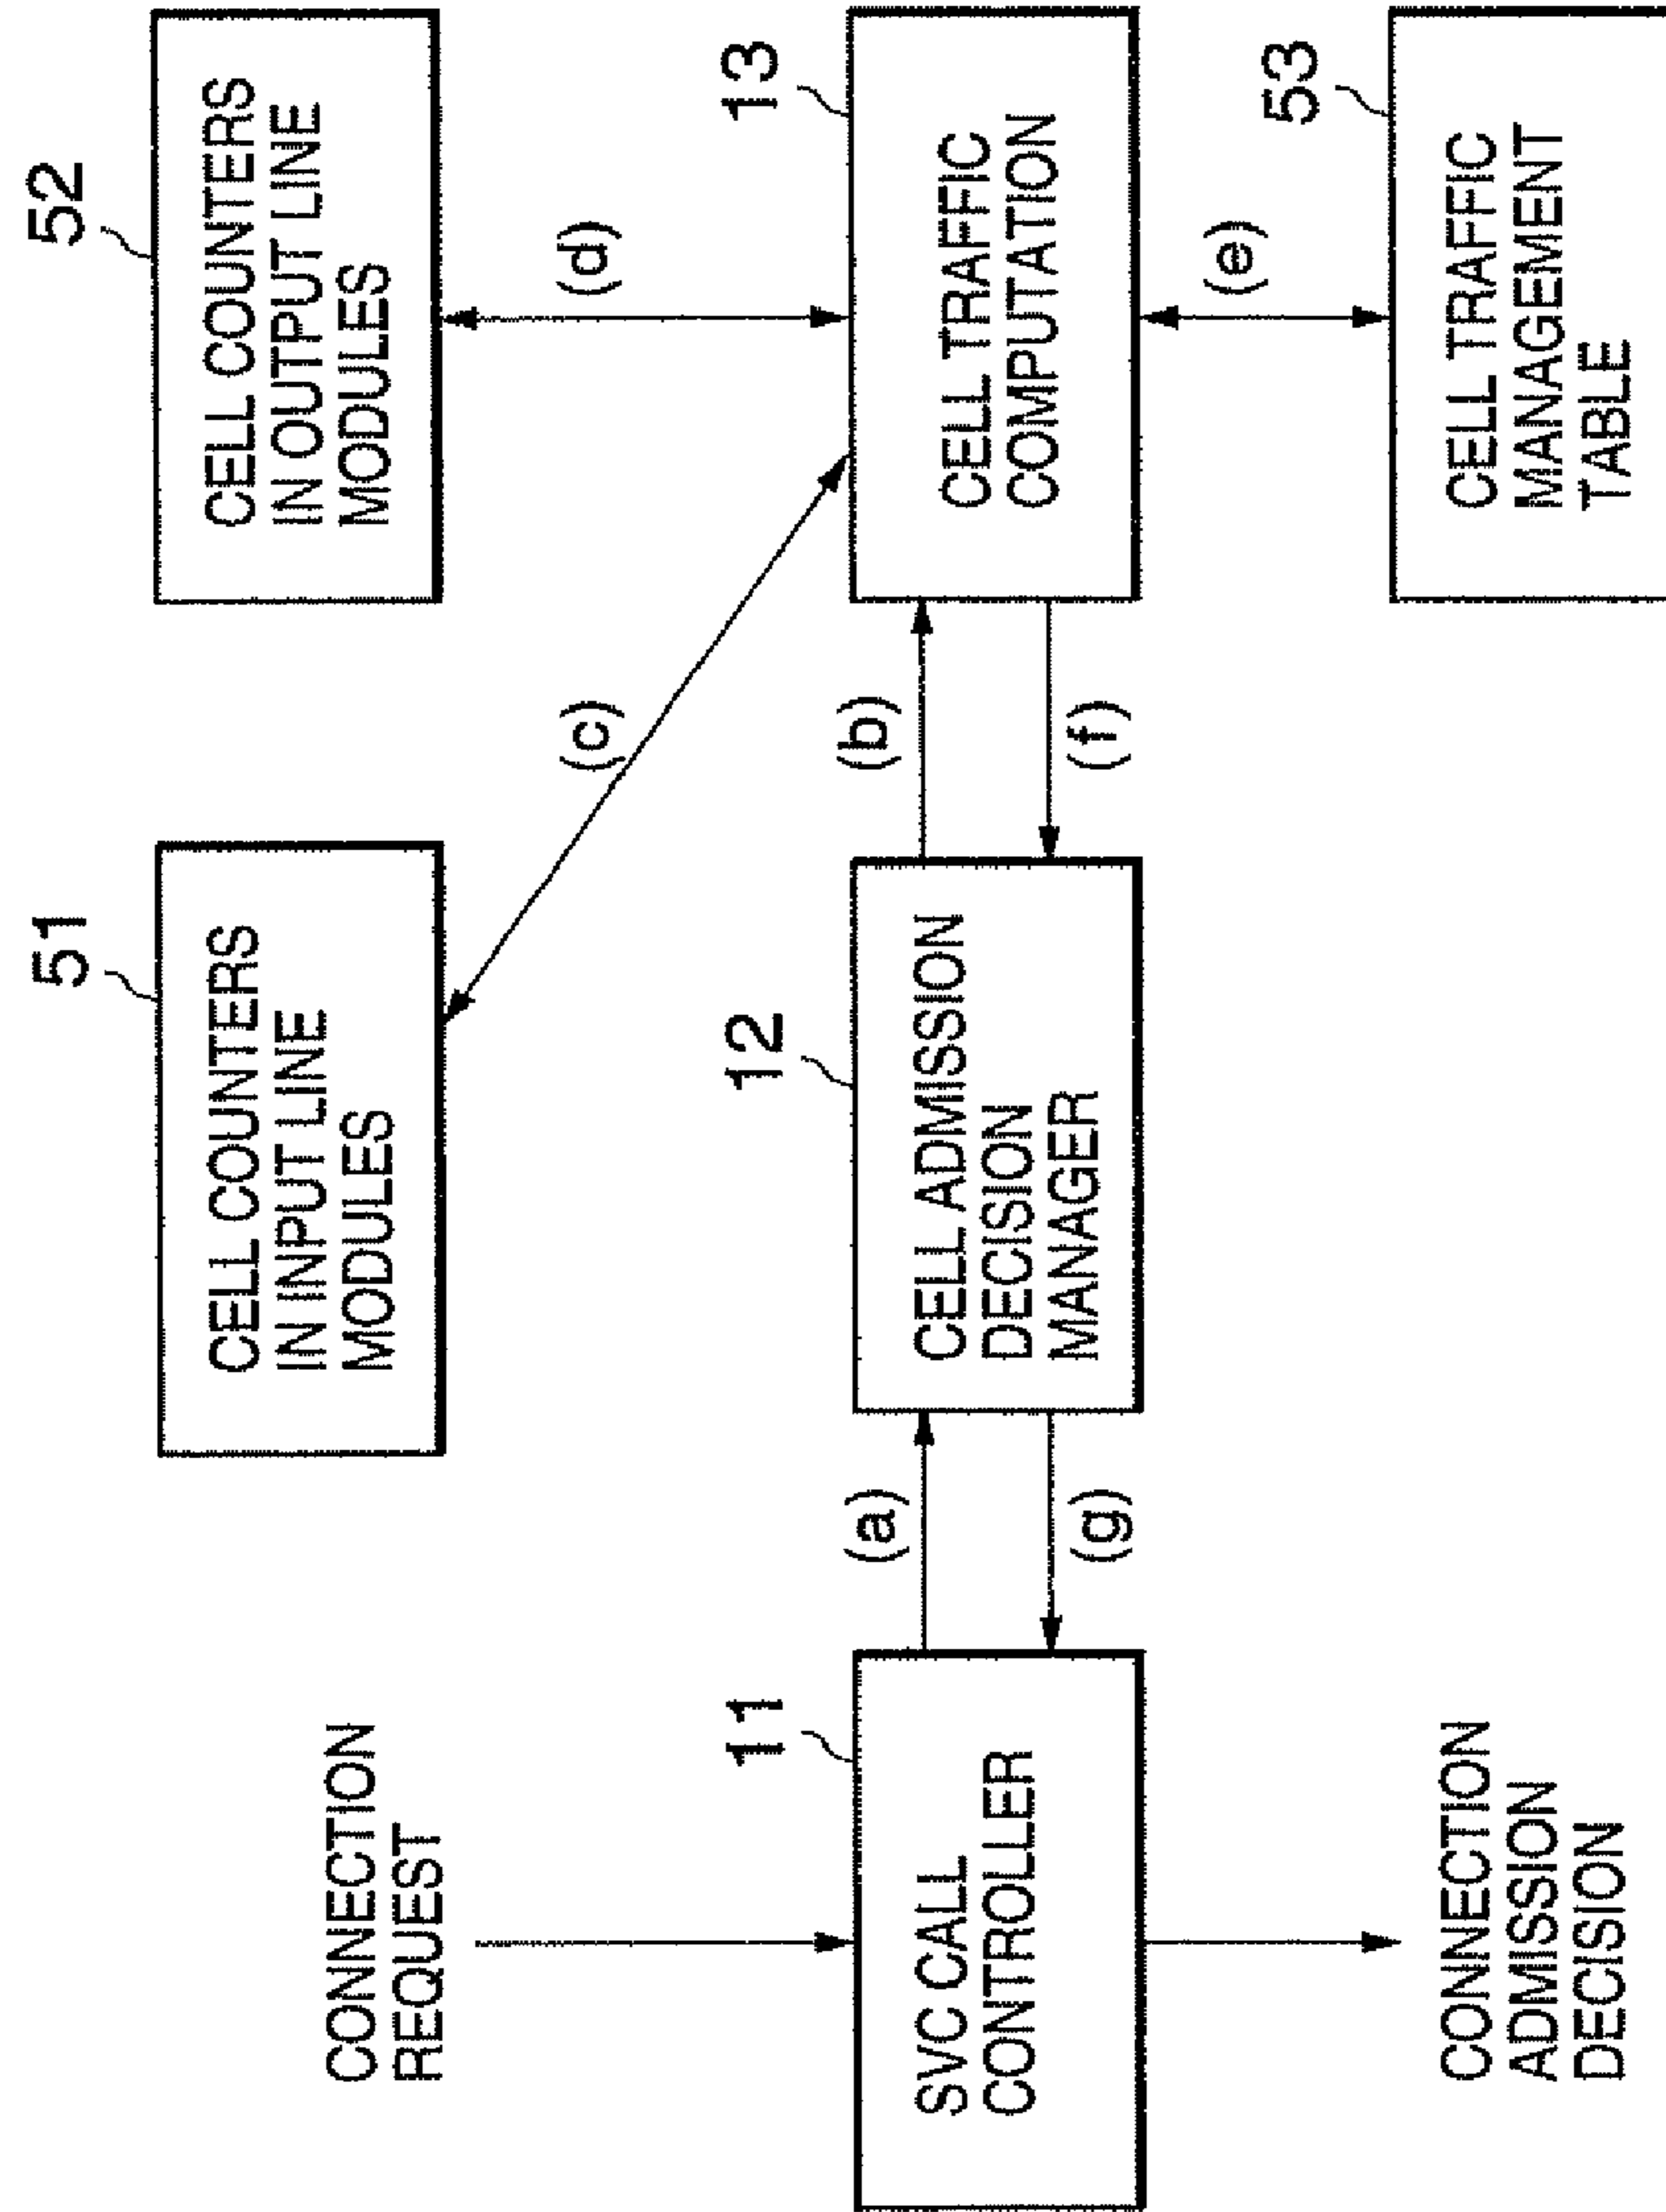 CONNECTION
REQUEST
11
SVC CALL
CONTROLLER
CONNECTION
ADMISSION
DECISION
(a)
(g)
51
CELL COUNTERS
IN INPUT LINE
MODULES
12
CELL ADMISSION
DECISION
MANAGER
(c)
(b)
(f)
52
CELL COUNTERS
IN OUTPUT LINE
MODULES
(d)
13
CELL TRAFFIC
COMPUTATION
(e)
53
CELL TRAFFIC
MANAGEMENT
TABLE